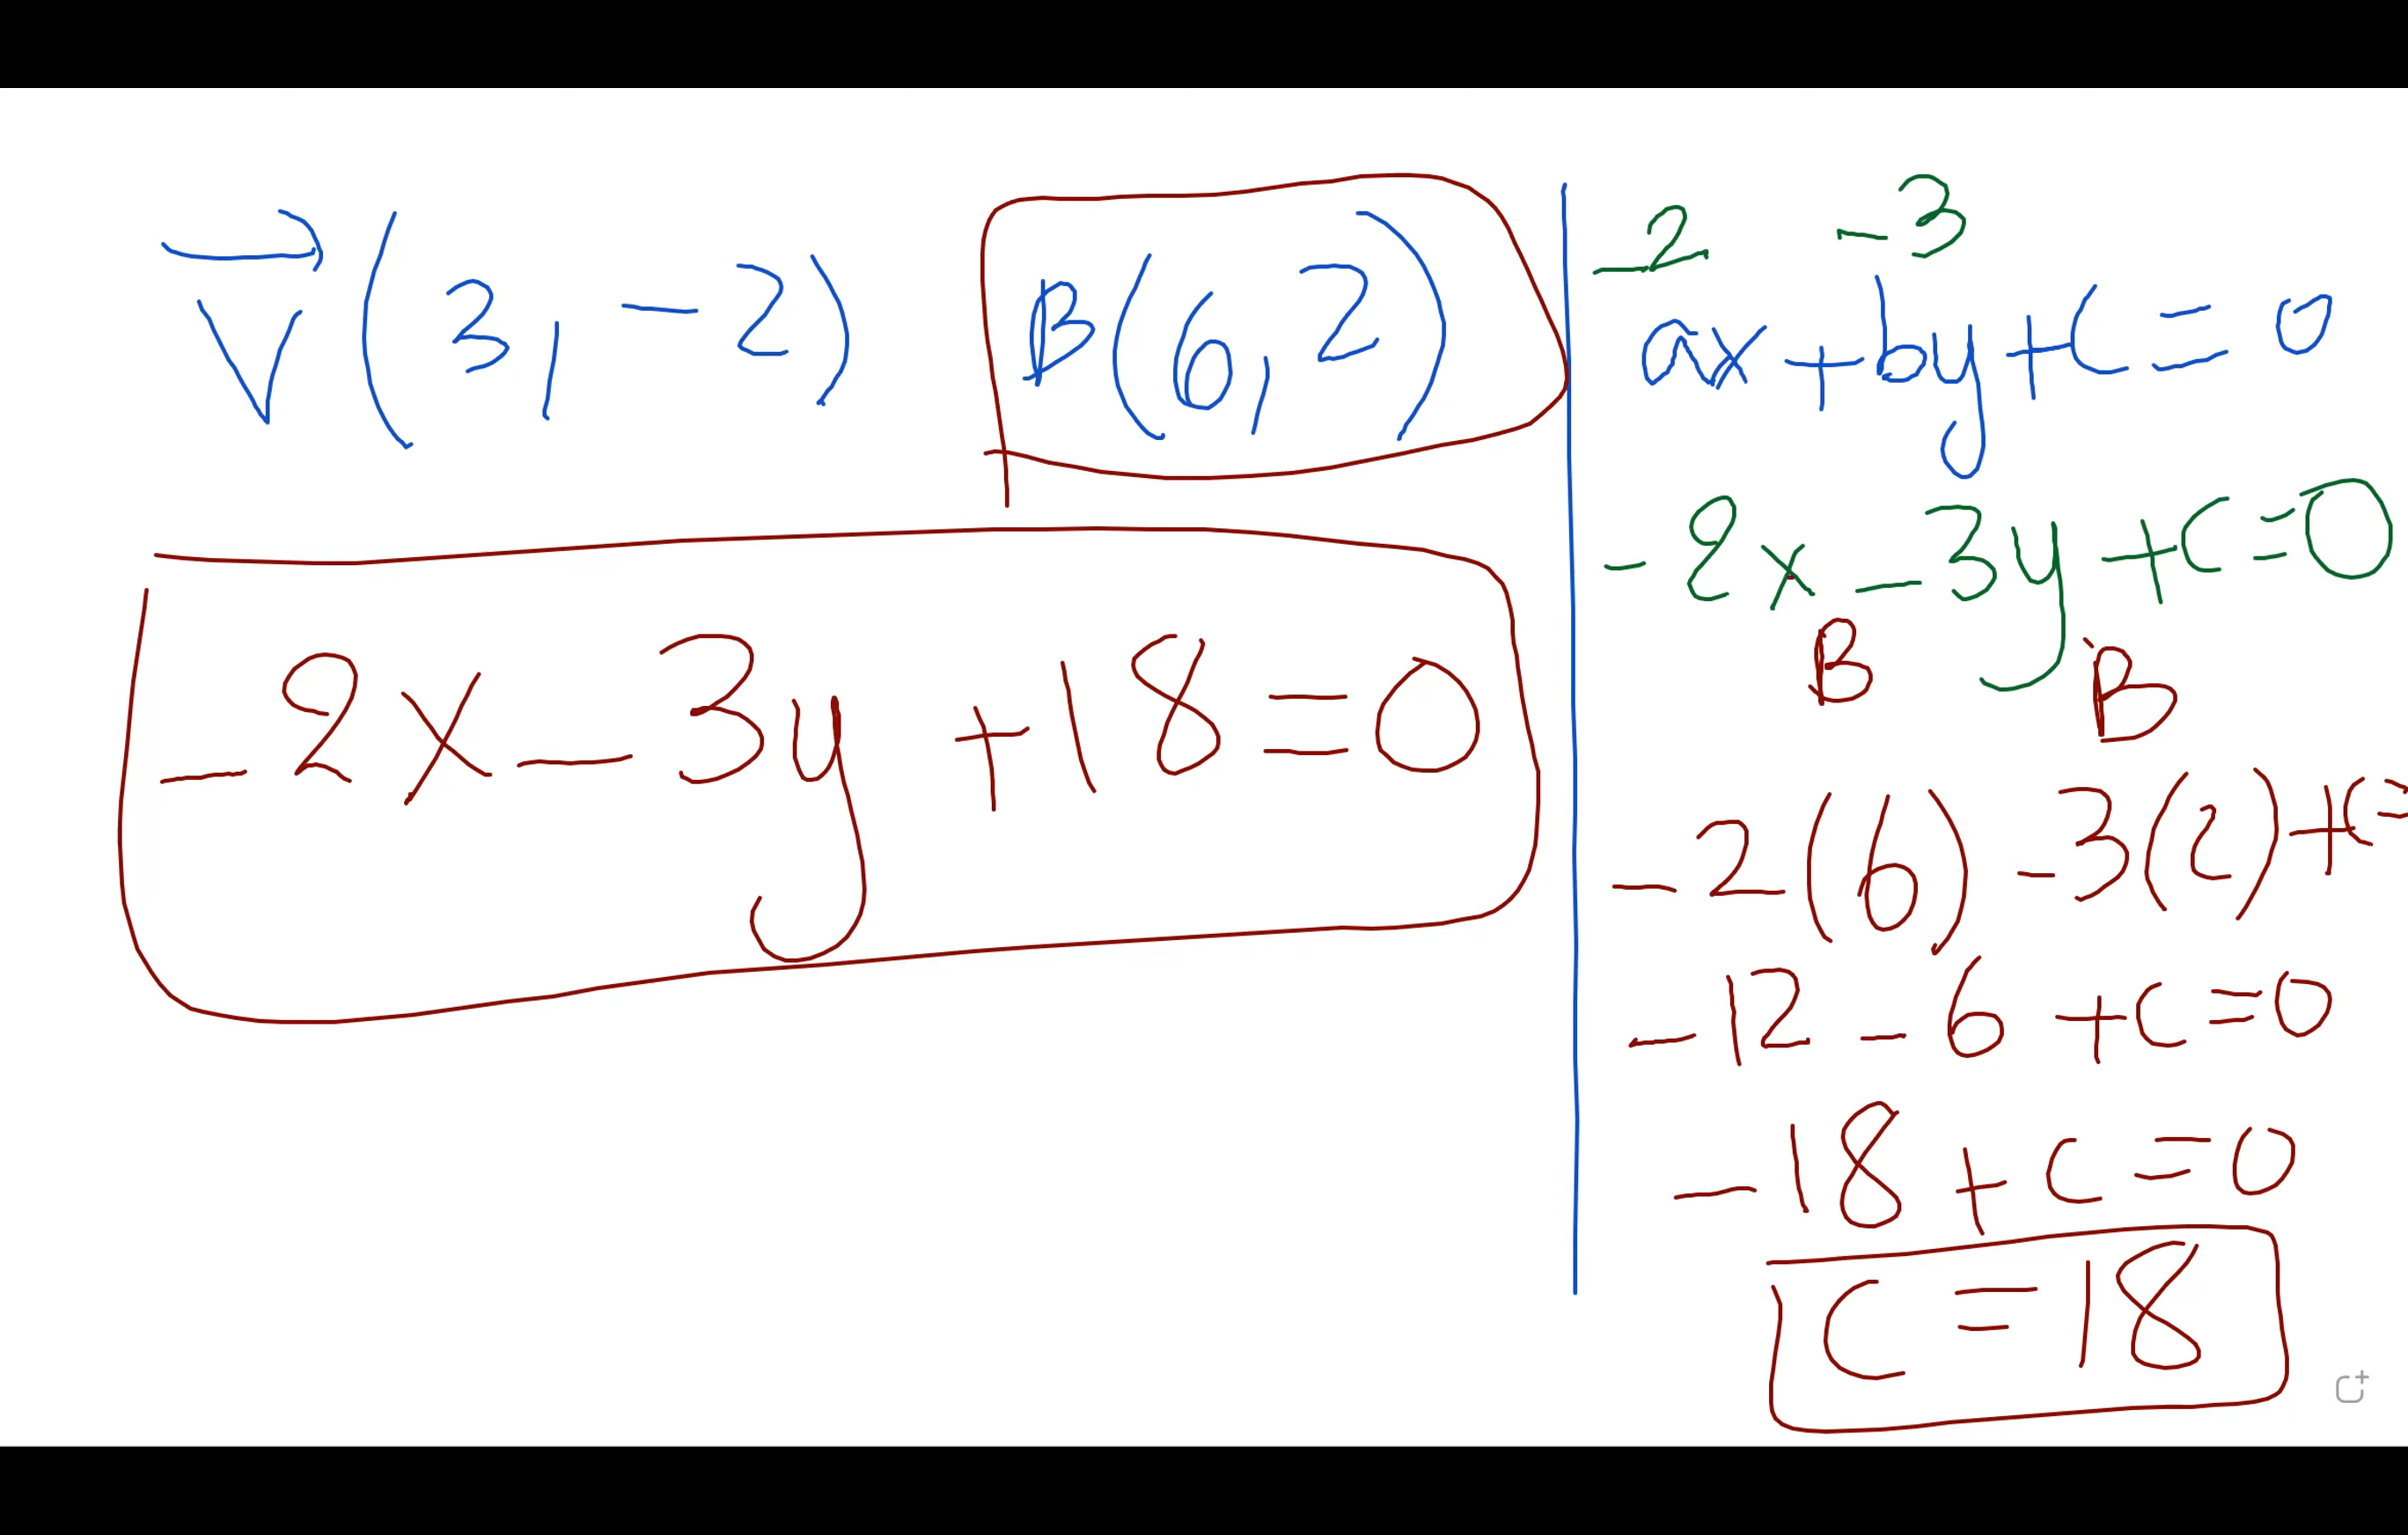 V⃗(3, -2) B(6, 2)
-2x - 3y + 18 = 0
-2 -3
ax + by + c = 0
-2x - 3y + c = 0
B B
-2(6) - 3(2) + c =
-12 - 6 + c = 0
-18 + c = 0
c = 18